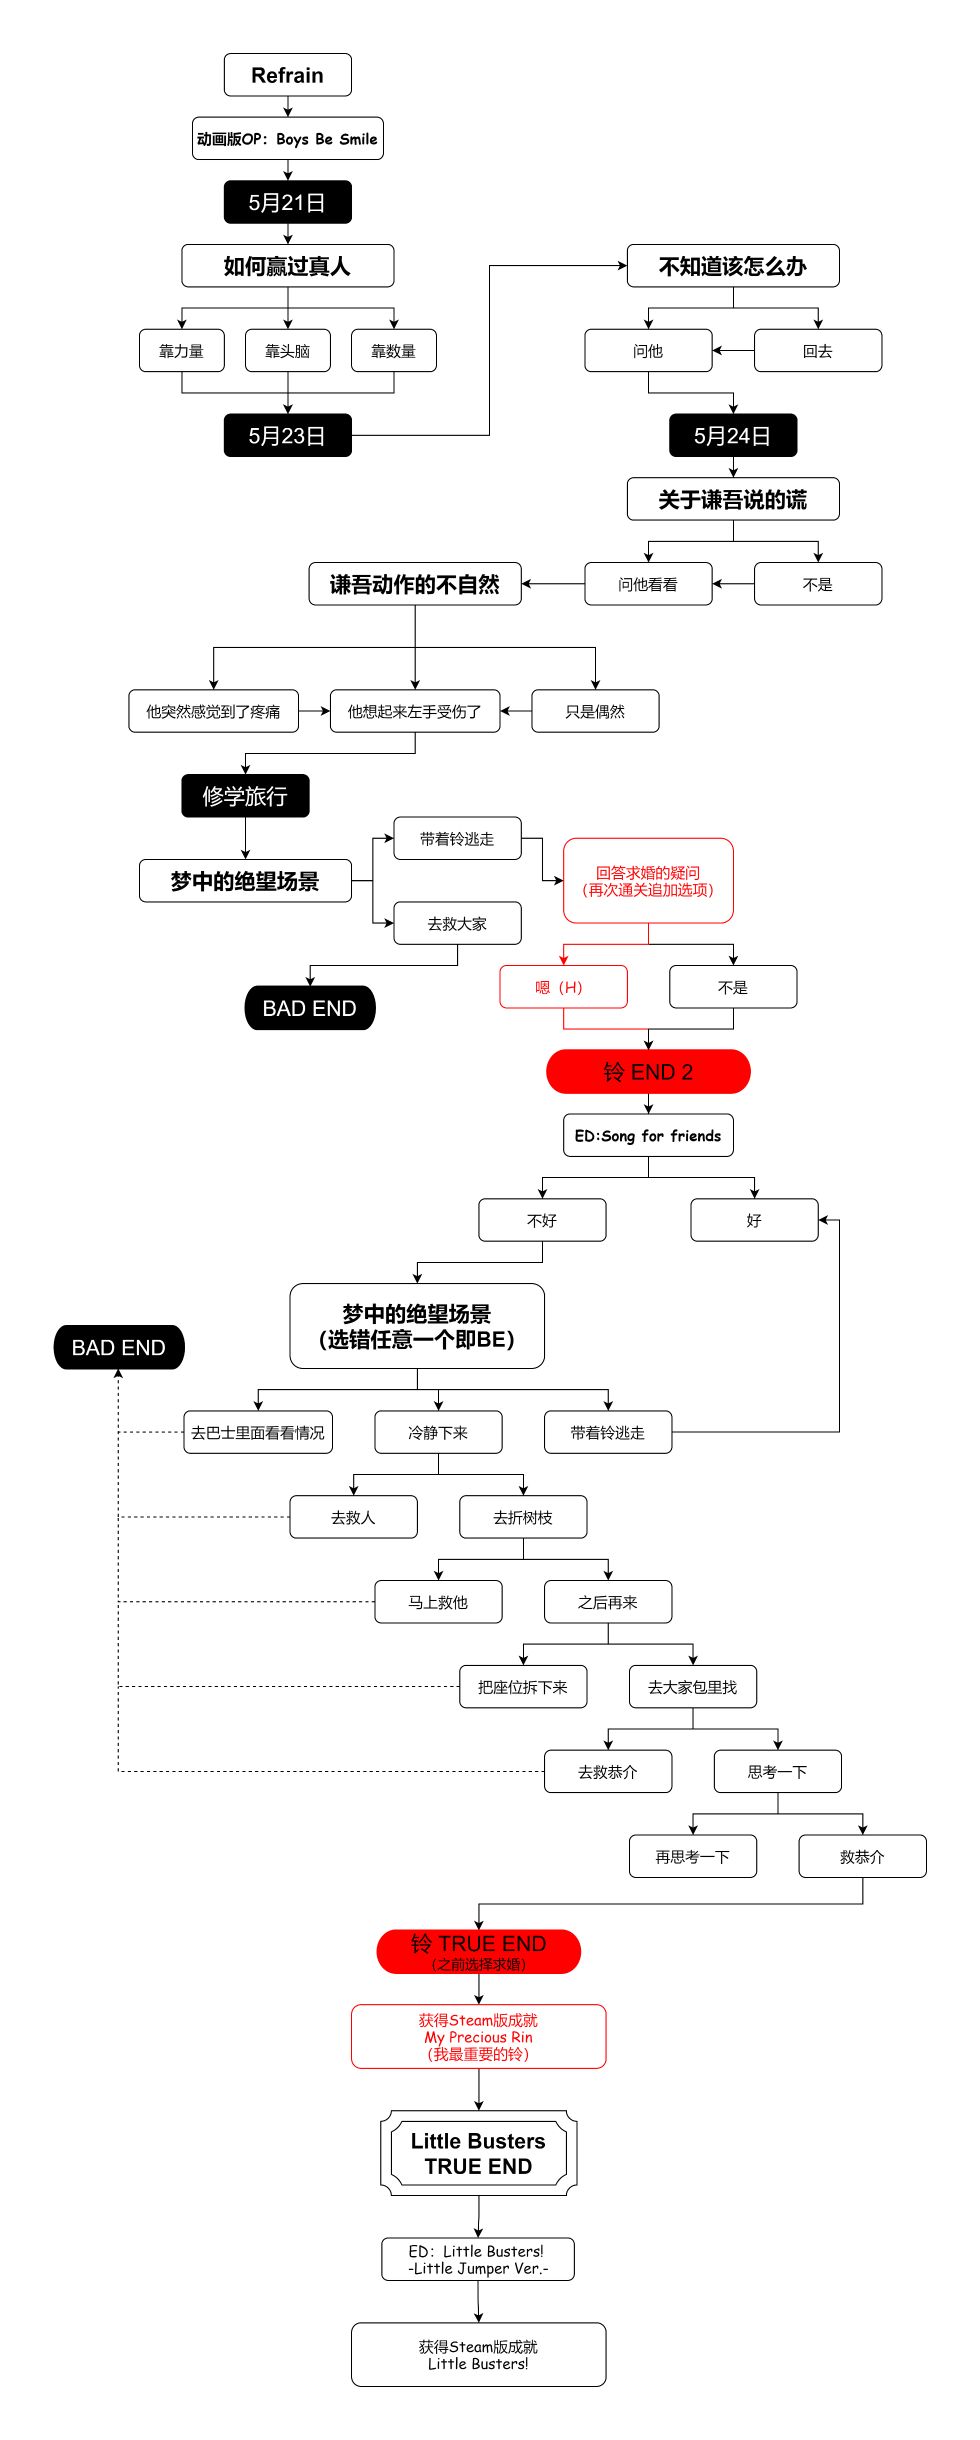 Refrain
动画版OP：Boys Be Smile
5月21日
如何赢过真人
靠力量
靠头脑
靠数量
5月23日
不知道该怎么办
问他
回去
5月24日
关于谦吾说的谎
问他看看
不是
谦吾动作的不自然
他突然感觉到了疼痛
他想起来左手受伤了
只是偶然
修学旅行
梦中的绝望场景
带着铃逃走
去救大家
BAD END
回答求婚的疑问
（再次通关追加选项）
嗯（H）
不是
铃 END 2
ED:Song for friends
不好
好
梦中的绝望场景
（选错任意一个即BE）
BAD END
去巴士里面看看情况
冷静下来
带着铃逃走
去救人
去折树枝
马上救他
之后再来
把座位拆下来
去大家包里找
去救恭介
思考一下
再思考一下
救恭介
铃 TRUE END
（之前选择求婚）
获得Steam版成就
My Precious Rin
（我最重要的铃）
Little Busters
TRUE END
ED：Little Busters!
-Little Jumper Ver.-
获得Steam版成就
Little Busters!